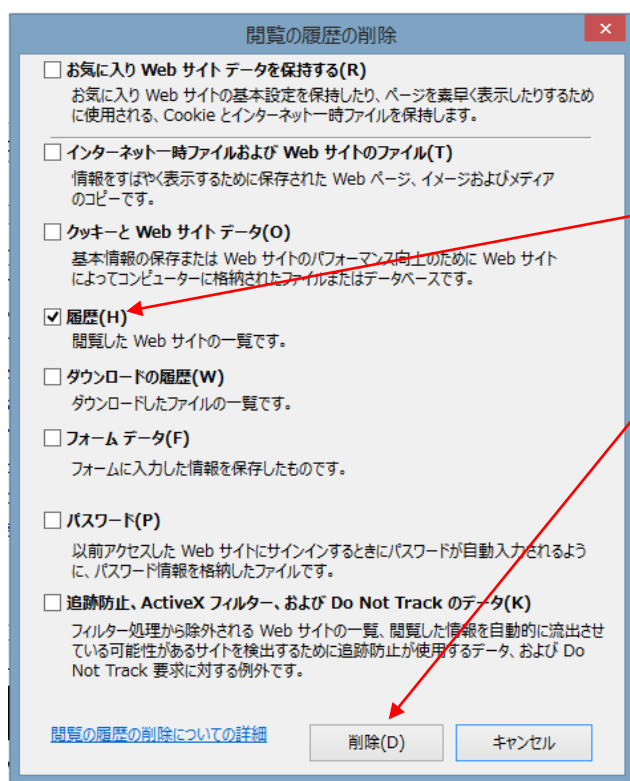 閲覧の履歴の削除
お気に入り Web サイト データを保持する(R)
お気に入り Web サイトの基本設定を保持したり、ページを素早く表示したりするため
に使用される、Cookie とインターネット一時ファイルを保持します。
インターネット一時ファイルおよび Web サイトのファイル(T)
情報をすばやく表示するために保存された Web ページ、イメージおよびメディア
のコピーです。
クッキーと Web サイト データ(O)
基本情報の保存または Web サイトのパフォーマンス向上のために Web サイト
によってコンピューターに格納されたファイルまたはデータベースです。
履歴(H)
閲覧した Web サイトの一覧です。
ダウンロードの履歴(W)
ダウンロードしたファイルの一覧です。
フォーム データ(F)
フォームに入力した情報を保存したものです。
パスワード(P)
以前アクセスした Web サイトにサインインするときにパスワードが自動入力されるよう
に、パスワード情報を格納したファイルです。
追跡防止、ActiveX フィルター、および Do Not Track のデータ(K)
フィルター処理から除外される Web サイトの一覧、閲覧した情報を自動的に流出させ
ている可能性があるサイトを検出するために追跡防止が使用するデータ、および Do
Not Track 要求に対する例外です。
閲覧の履歴の削除についての詳細
削除(D)
キャンセル